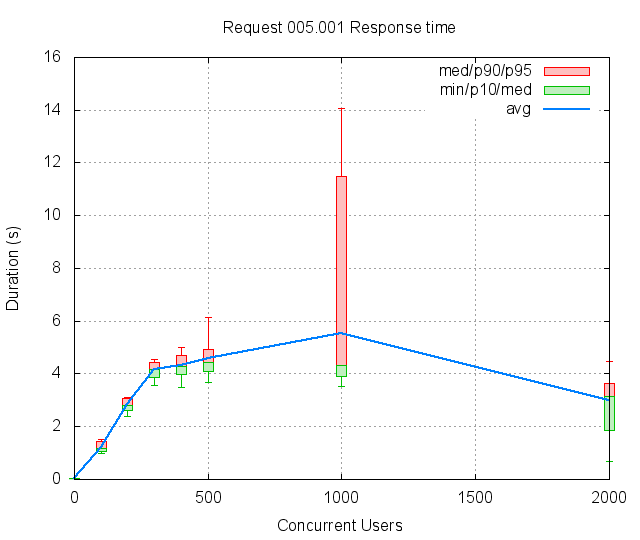 Request 005.001 Response time
16
14
12
10
8
6
4
2
0
Duration (s)
med/p90/p95
min/p10/med
avg
0 500 1000 1500 2000
Concurrent Users